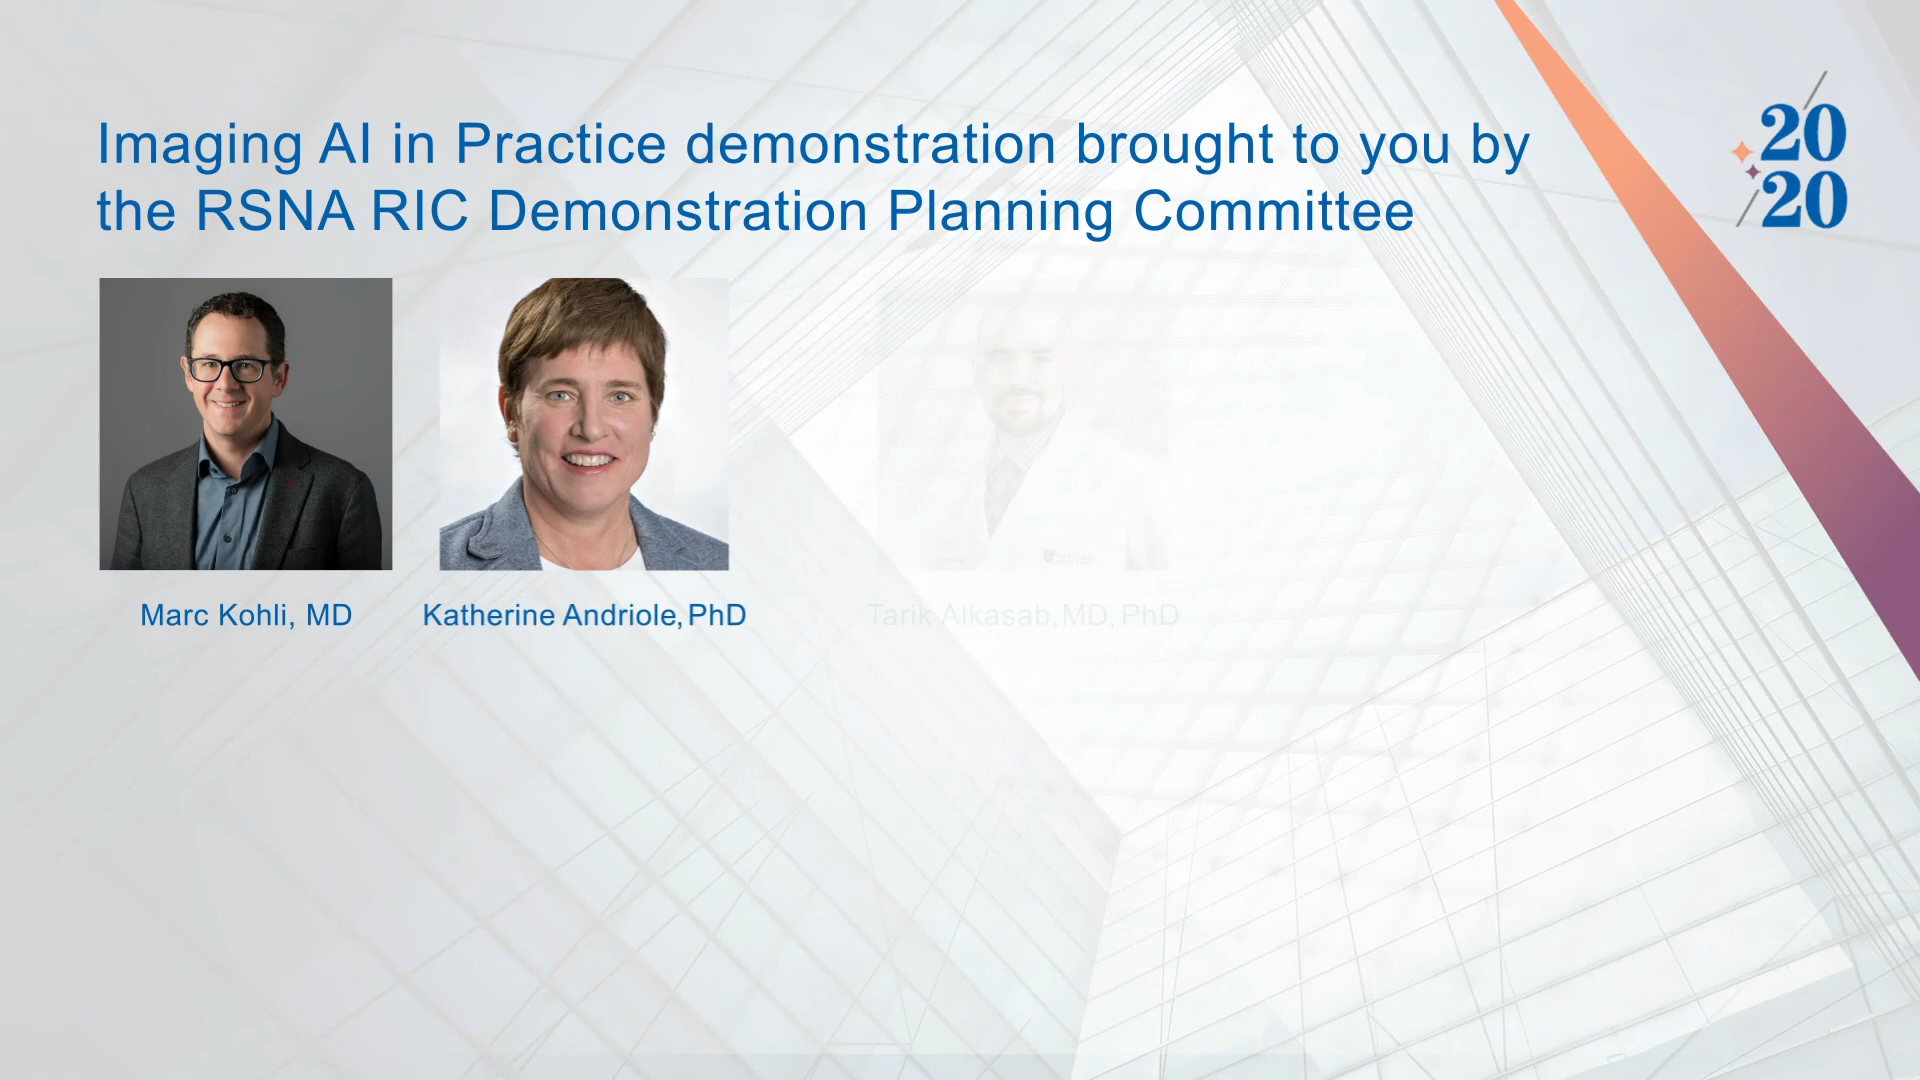 Imaging AI in Practice demonstration brought to you by
the RSNA RIC Demonstration Planning Committee
20
20
Marc Kohli, MD
Katherine Andriole, PhD
Tarik Alkasab, MD, PhD